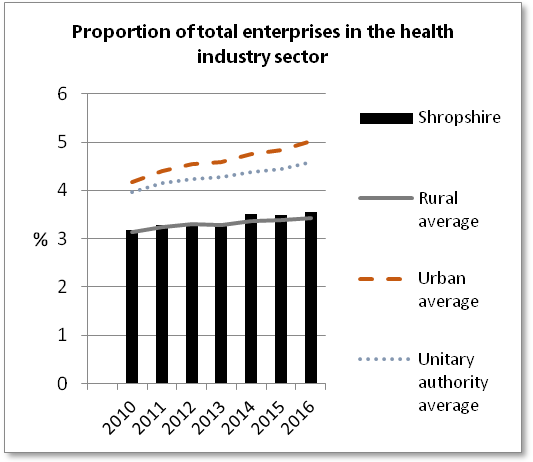 Proportion of total enterprises in the health
industry sector
6
5
4
3
2
1
0
%
2010
2011
2012
2013
2014
2015
2016
Shropshire
Rural
average
Urban
average
Unitary
authority
average